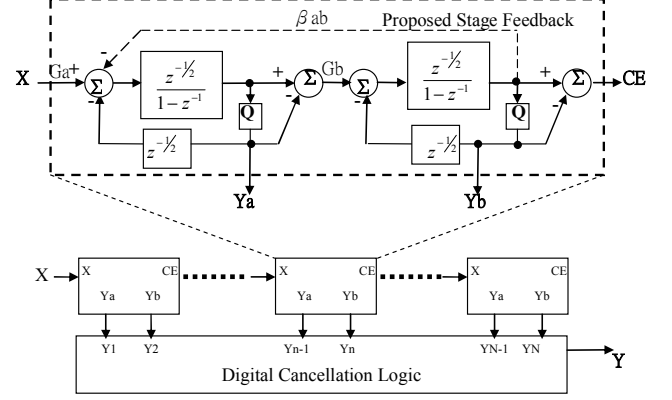 βab Proposed Stage Feedback
X Ga + - Σ - z^-1/2 / 1-z^-1 + Σ - Gb Σ - z^-1/2 / 1-z^-1 + Σ - CE
Q Q
z^-1/2 z^-1/2
Ya Yb
X X CE X CE X CE
Ya Yb Ya Yb Ya Yb
Y1 Y2 Yn-1 Yn YN-1 YN
Y
Digital Cancellation Logic